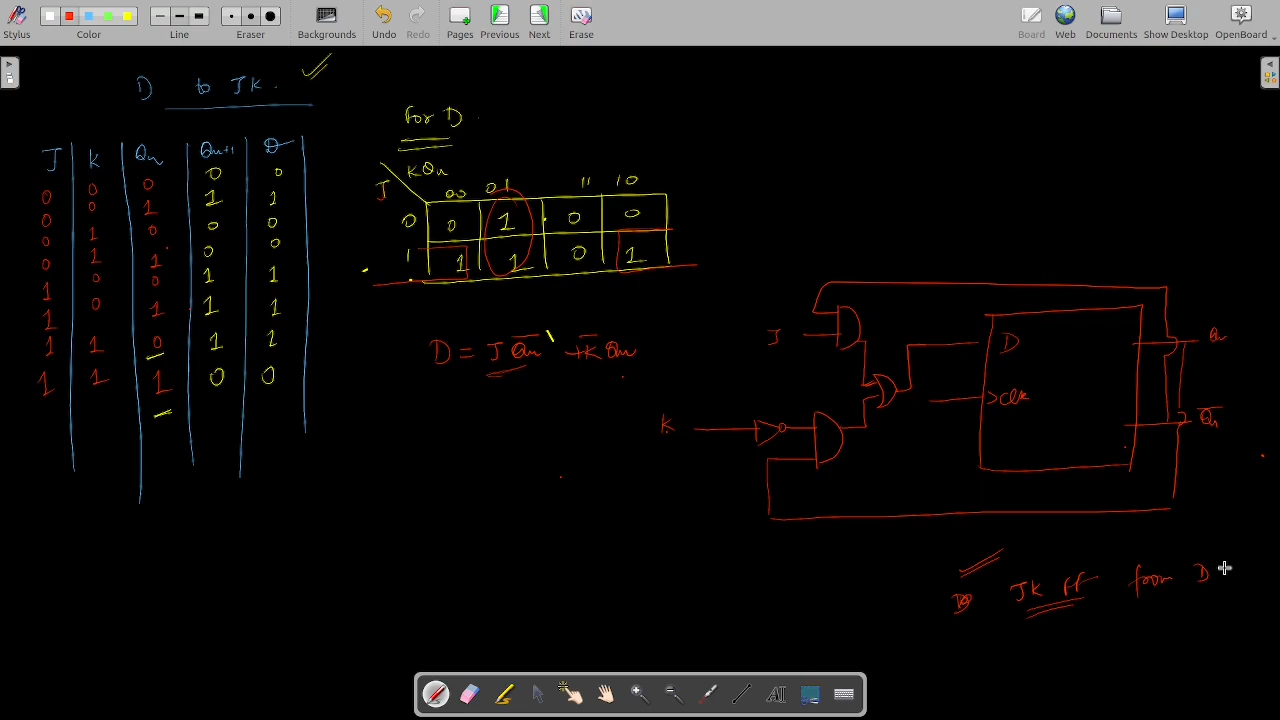 Stylus Color Line Eraser Backgrounds Undo Redo Pages Previous Next Erase Board Web Documents Show Desktop OpenBoard
D to JK.
J K Qn Qn+1 D
0 0 0 0 0
0 0 1 1 1
0 1 0 0 0
0 1 1 0 0
1 0 0 1 1
1 0 1 1 1
1 1 0 1 1
1 1 1 0 0
For D
J KQn
00 01 11 10
0 0 1 0 0
1 1 1 0 1
D = J Q̅n + K̅ Qn
J
K
D
>Clk
Qn
Q̅n
JK ff from D
AI